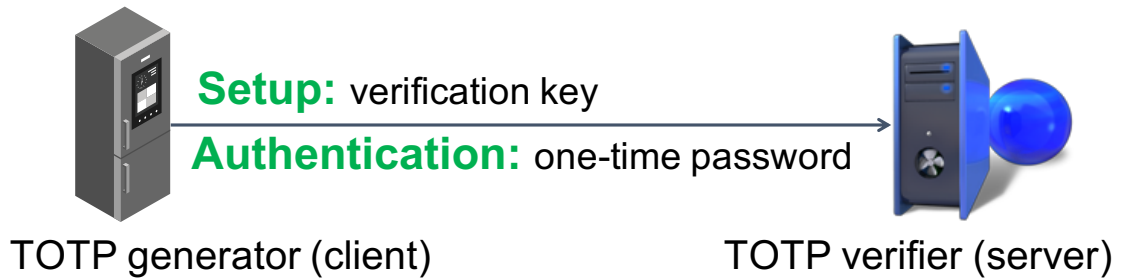 Setup: verification key
Authentication: one-time password
TOTP generator (client)
TOTP verifier (server)